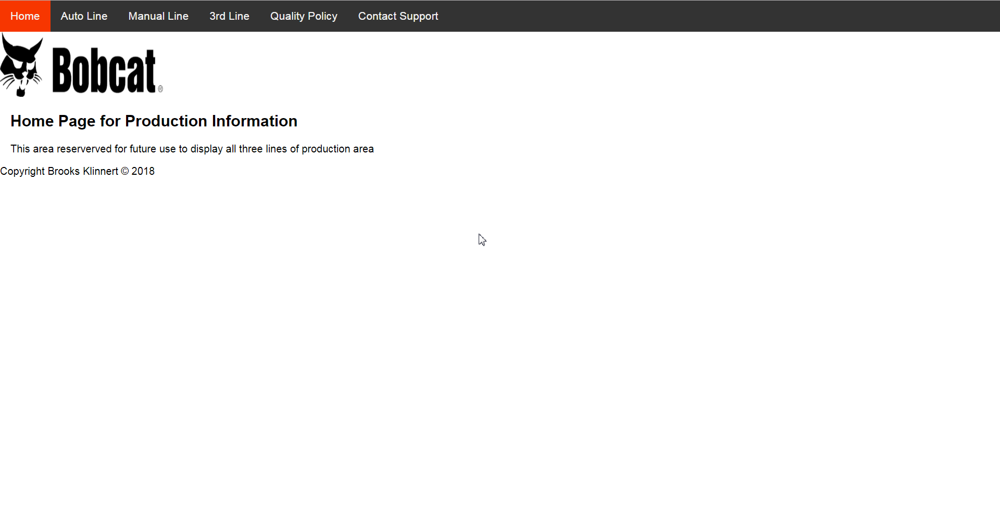 Home Auto Line Manual Line 3rd Line Quality Policy Contact Support
Bobcat®
Home Page for Production Information
This area reserverved for future use to display all three lines of production area
Copyright Brooks Klinnert © 2018